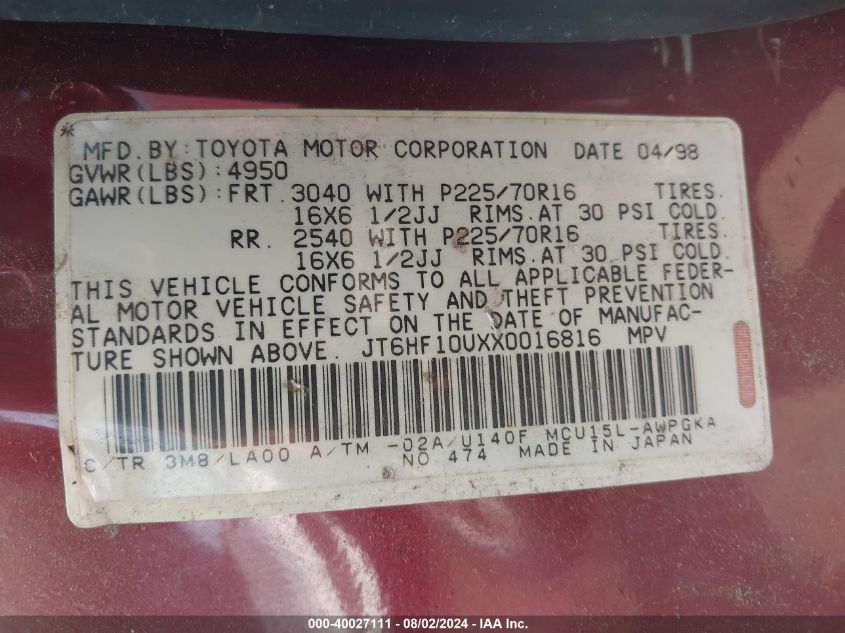 * MFD. BY: TOYOTA MOTOR CORPORATION DATE 04/98
GVWR(LBS): 4950
GAWR(LBS): FRT. 3040 WITH P225/70R16 TIRES.
16X6 1/2JJ RIMS. AT 30 PSI COLD.
RR. 2540 WITH P225/70R16 TIRES.
16X6 1/2JJ RIMS. AT 30 PSI COLD.
THIS VEHICLE CONFORMS TO ALL APPLICABLE FEDER-
AL MOTOR VEHICLE SAFETY AND THEFT PREVENTION
STANDARDS IN EFFECT ON THE DATE OF MANUFAC-
TURE SHOWN ABOVE. JT6HF10UXX0016816 MPV
C/TR 3M8/LA00 A/TM -02A/U140F MCU15L-AWPGKA
NO 474 MADE IN JAPAN
000-40027111 - 08/02/2024 - IAA Inc.